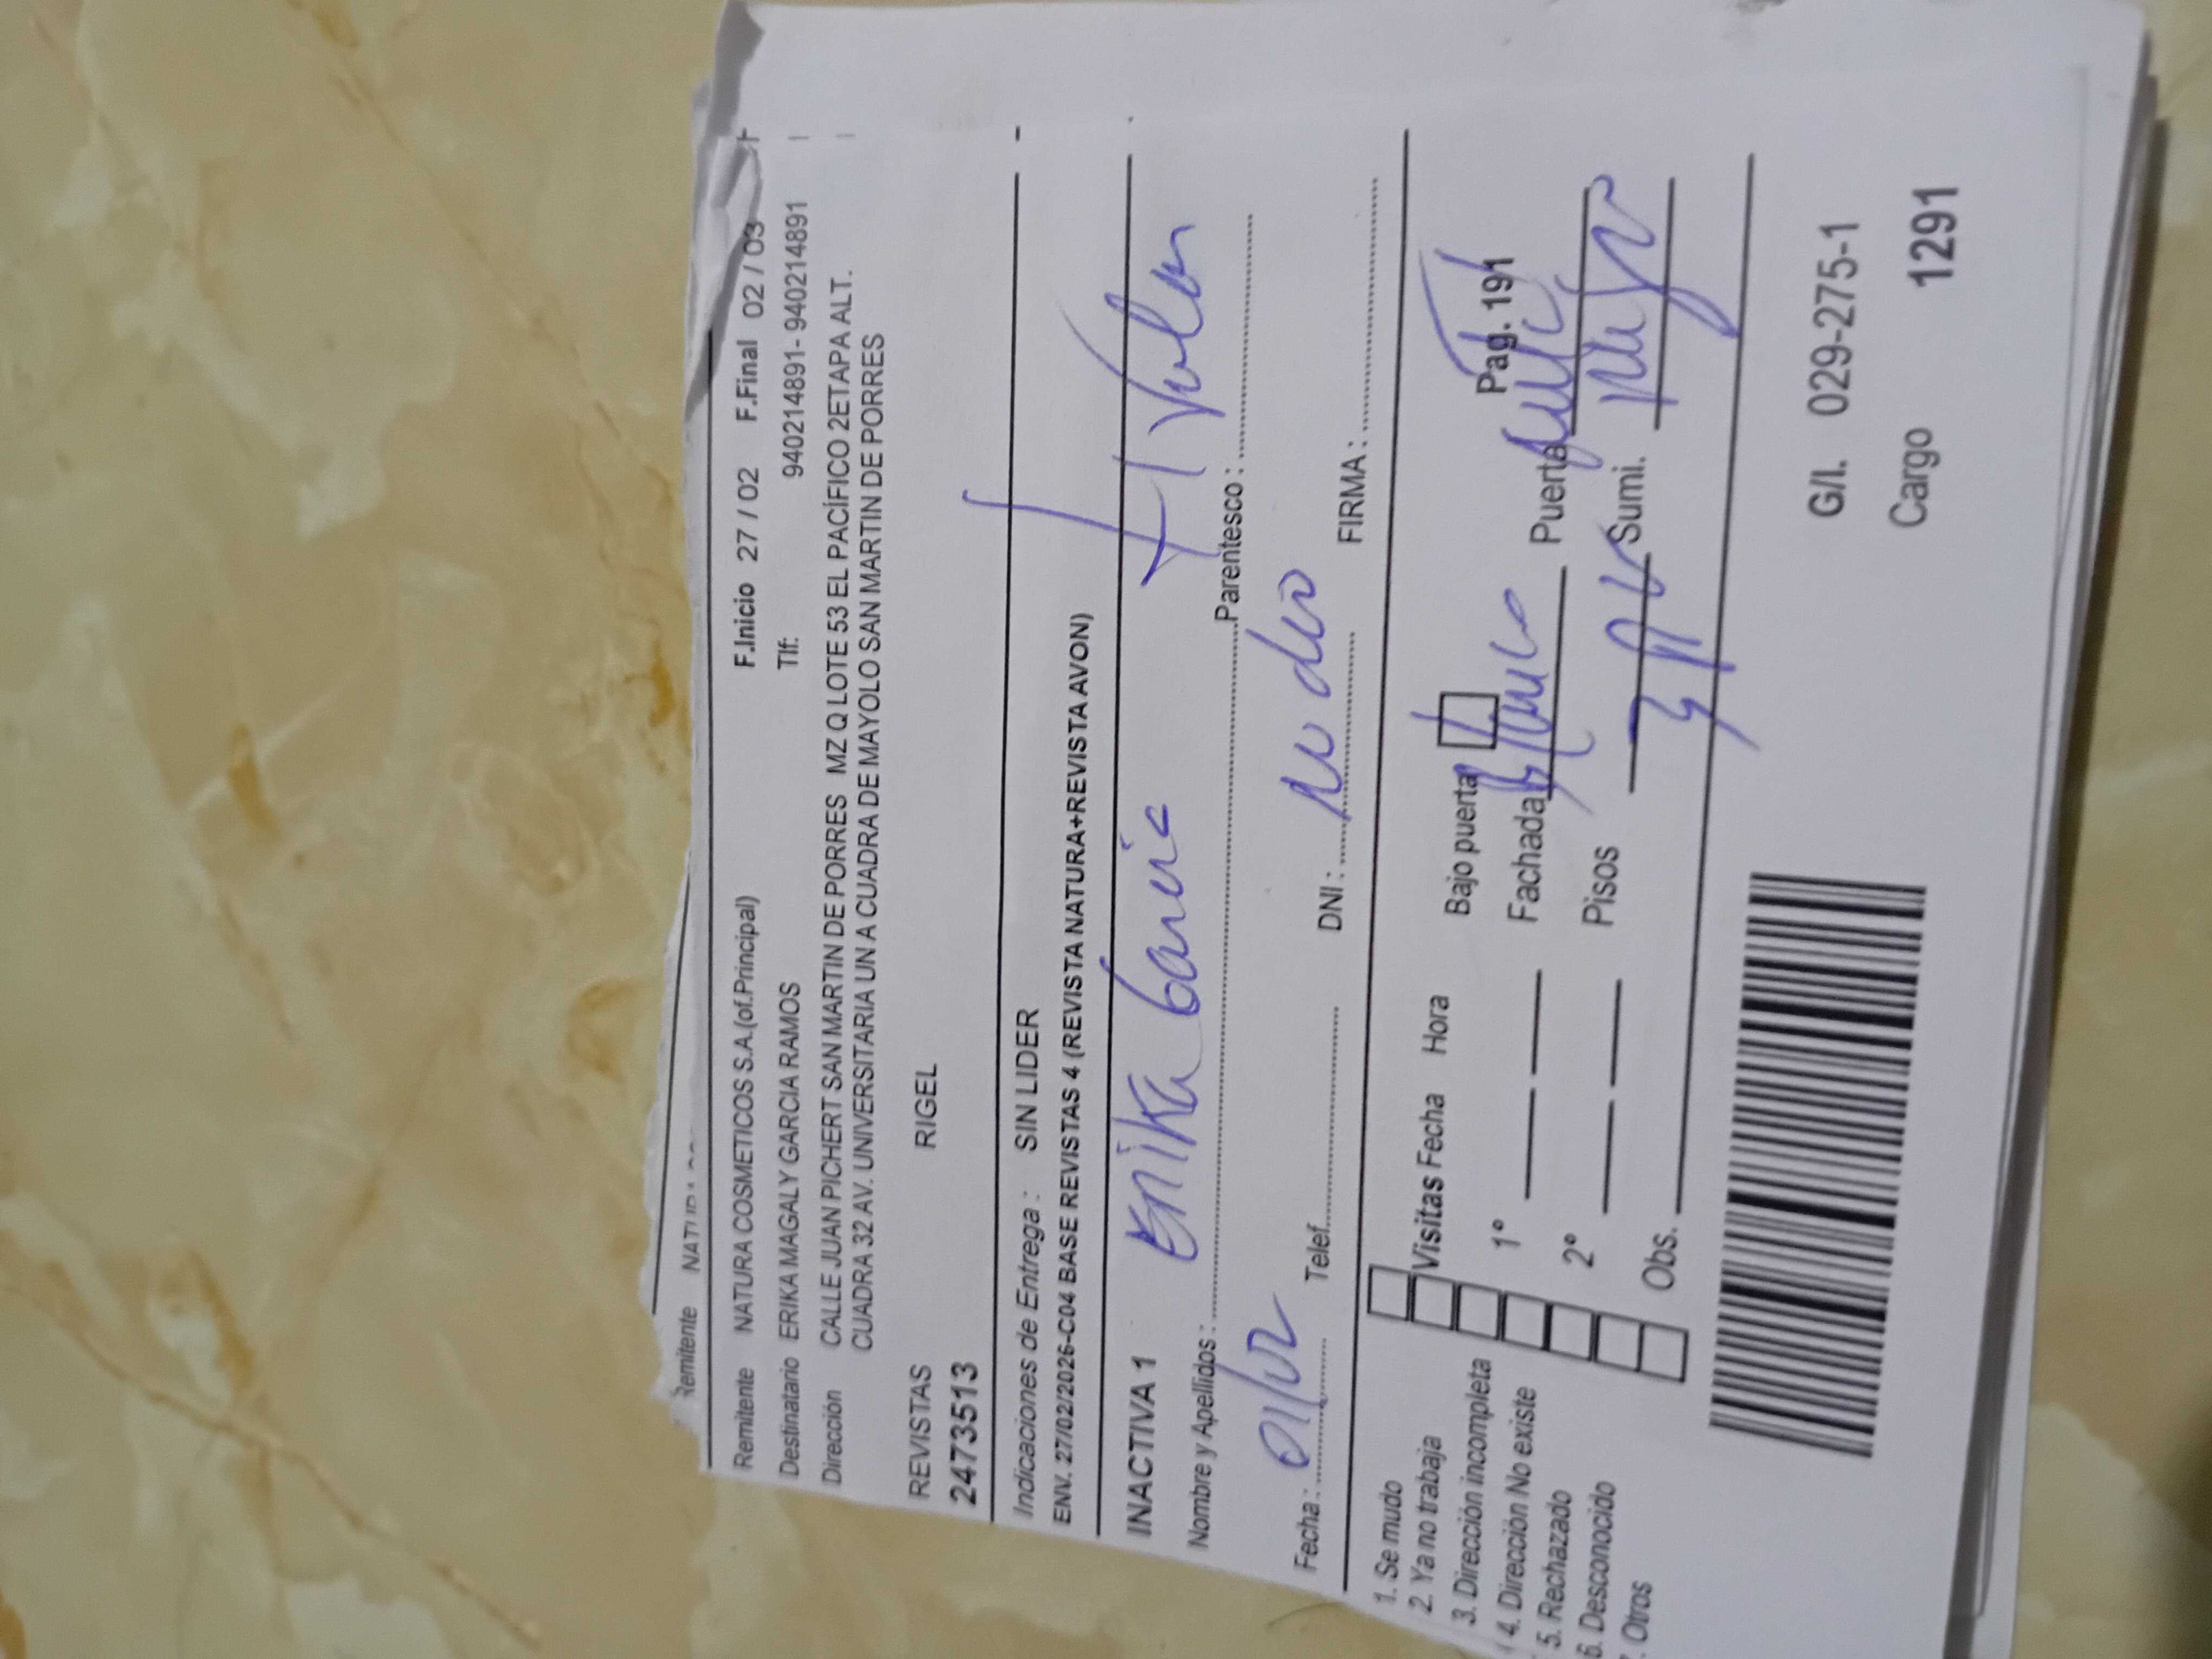 Remitente NATURA
Remitente NATURA COSMETICOS S.A.(of.Principal) F.Inicio 27 / 02 F.Final 02 / 03
Destinatario ERIKA MAGALY GARCIA RAMOS Tlf: 940214891- 940214891
Dirección CALLE JUAN PICHERT SAN MARTIN DE PORRES MZ Q LOTE 53 EL PACÍFICO 2ETAPA ALT.
CUADRA 32 AV. UNIVERSITARIA UN A CUADRA DE MAYOLO SAN MARTIN DE PORRES
REVISTAS RIGEL
24773513
Indicaciones de Entrega : SIN LIDER
ENV. 27/02/2026-C04 BASE REVISTAS 4 (REVISTA NATURA+REVISTA AVON)
INACTIVA 1
Nombre y Apellidos : Erika Garcia Parentesco :
Fecha : 01/02 Telef. DNI : no dio FIRMA :
1. Se mudo
2. Ya no trabaja
3. Dirección incompleta
4. Dirección No existe
5. Rechazado
6. Desconocido
. Otros
Visitas Fecha Hora Bajo puerta Pag. 191
1º Fachada Puerta
2º Pisos Sumi.
Obs.
G/I. 029-275-1
Cargo 1291